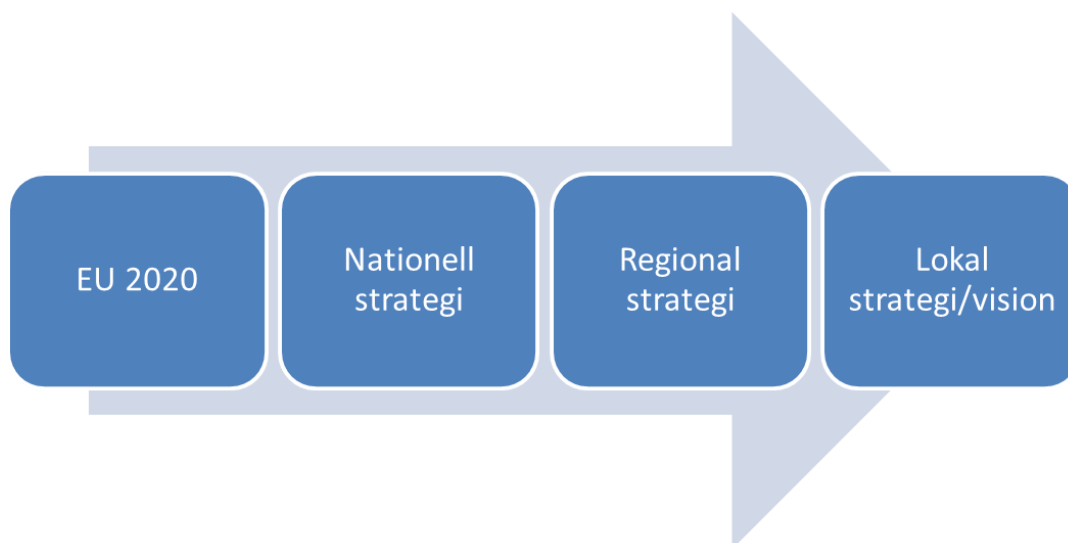 EU 2020
Nationell
strategi
Regional
strategi
Lokal
strategi/vision